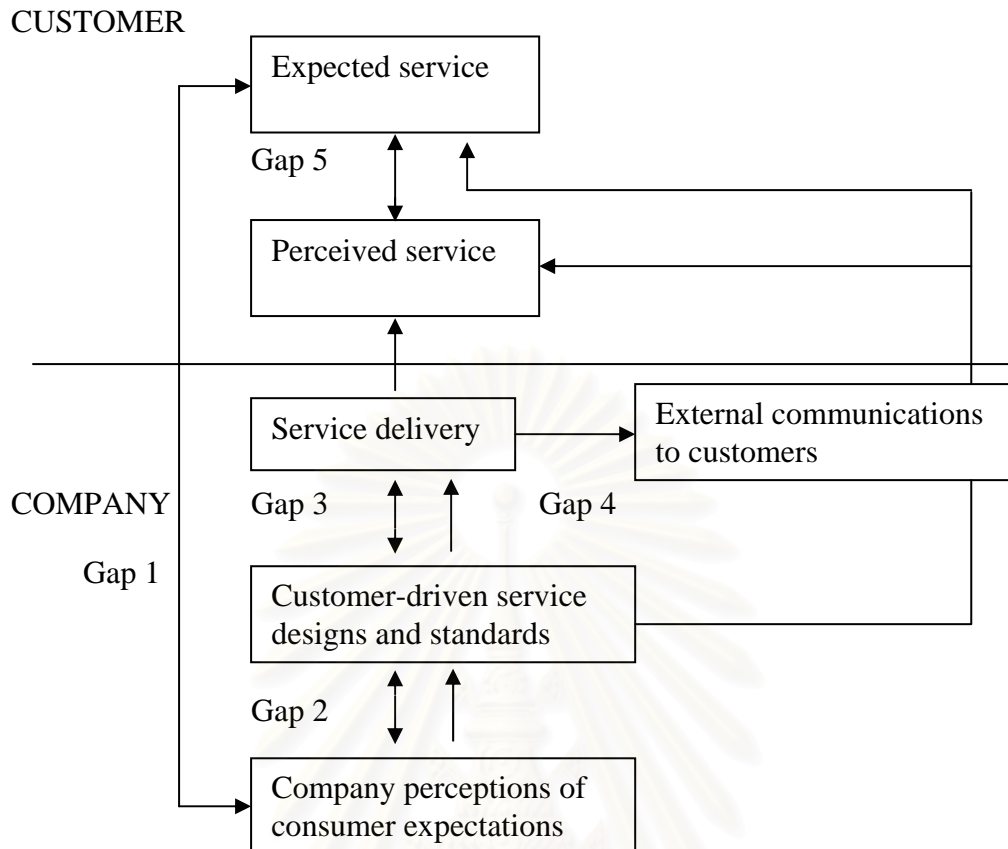 CUSTOMER
Expected service
Gap 5
Perceived service
Service delivery
External communications
to customers
COMPANY
Gap 3
Gap 4
Gap 1
Customer-driven service
designs and standards
Gap 2
Company perceptions of
consumer expectations